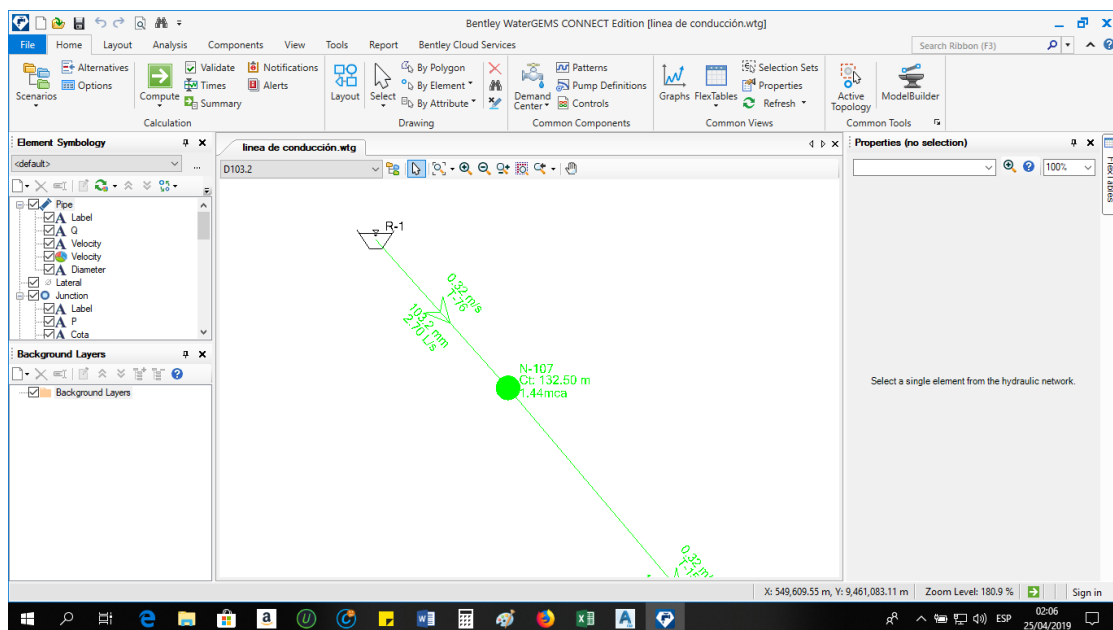 Bentley WaterGEMS CONNECT Edition [linea de conducción.wtg]
File Home Layout Analysis Components View Tools Report Bentley Cloud Services
Search Ribbon (F3)
Scenarios
Alternatives
Options
Compute
Validate
Times
Summary
Notifications
Alerts
Calculation
Layout
Select
By Polygon
By Element
By Attribute
Drawing
Demand Center
Patterns
Pump Definitions
Controls
Common Components
Graphs
FlexTables
Selection Sets
Properties
Refresh
Common Views
Active Topology
ModelBuilder
Common Tools
Element Symbology
<default>
...
Pipe
A Label
A Q
A Velocity
Velocity
A Diameter
Lateral
Junction
A Label
A P
A Cota
Background Layers
Background Layers
linea de conducción.wtg
D103.2
R-1
0.32 m/s
T-76
103.2 mm
2.70 L/s
N-107
Ct: 132.50 m
1.44mca
0.32 m/
Properties (no selection)
100%
FlexTables
Select a single element from the hydraulic network.
X: 549,609.55 m, Y: 9,461,083.11 m
Zoom Level: 180.9 %
Sign in
ESP
02:06
25/04/2019